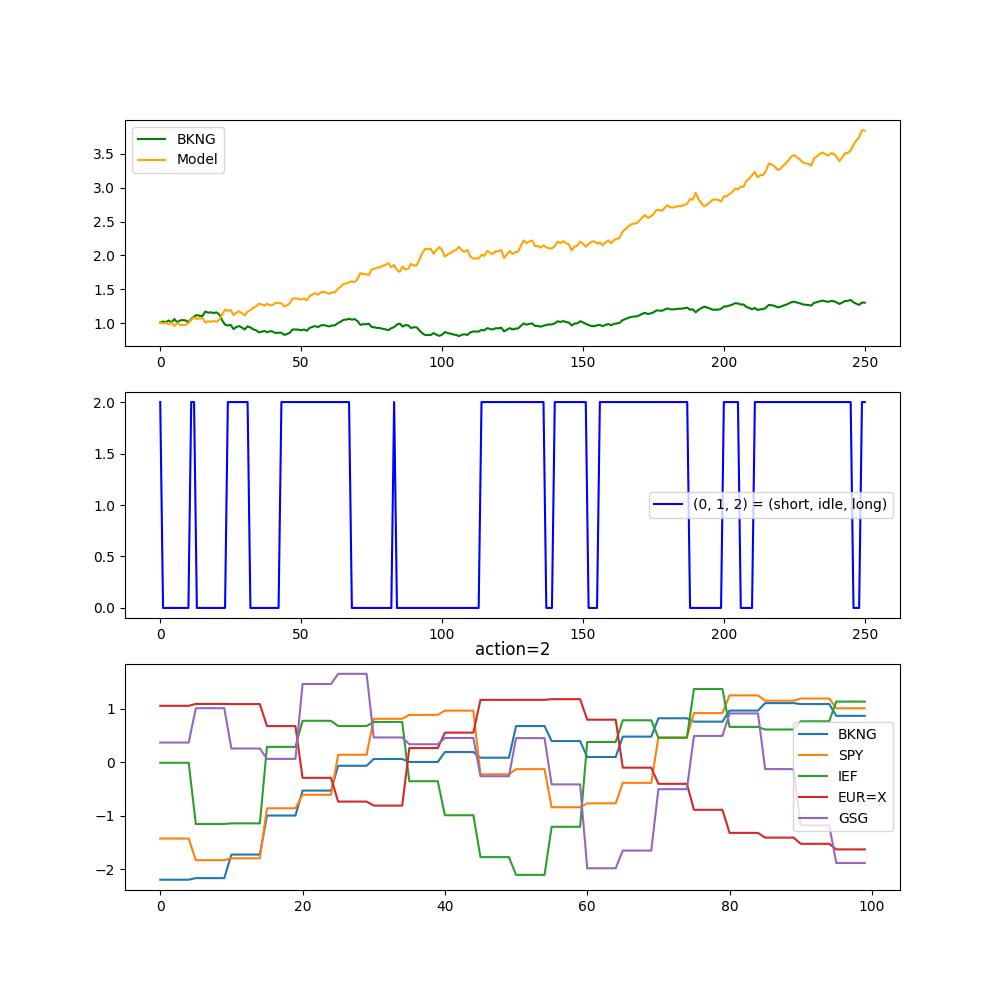 BKNG
Model
3.5
3.0
2.5
2.0
1.5
1.0
0 50 100 150 200 250
2.0
1.5
1.0
0.5
0.0
(0, 1, 2) = (short, idle, long)
0 50 100 150 200 250
action=2
1
0
−1
−2
BKNG
SPY
IEF
EUR=X
GSG
0 20 40 60 80 100